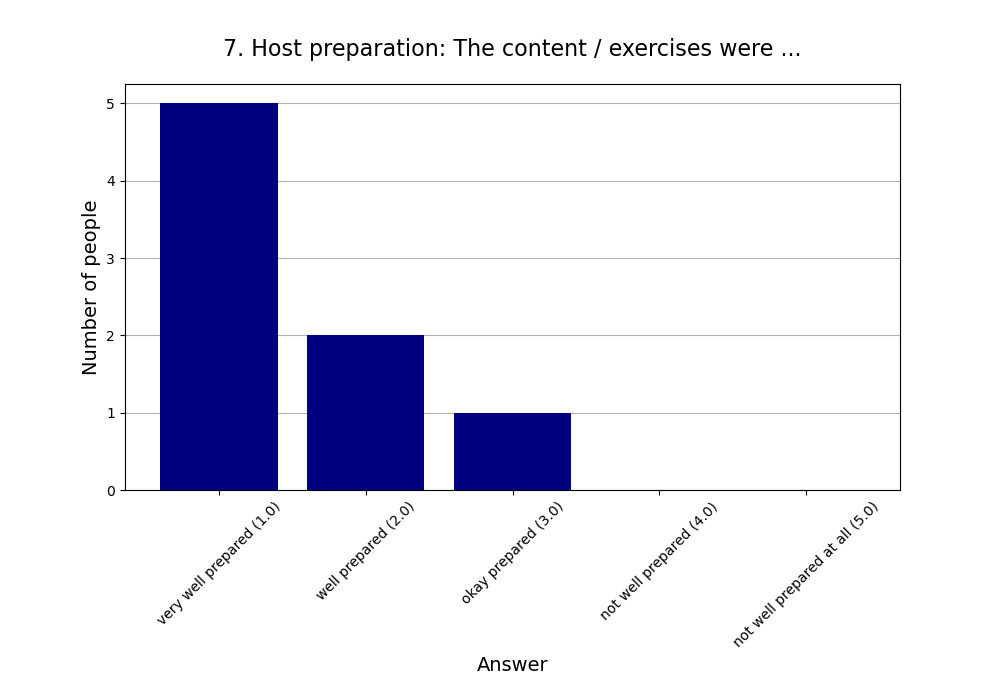 7. Host preparation: The content / exercises were ...
Number of people
5
4
3
2
1
0
very well prepared (1.0)
well prepared (2.0)
okay prepared (3.0)
not well prepared (4.0)
not well prepared at all (5.0)
Answer